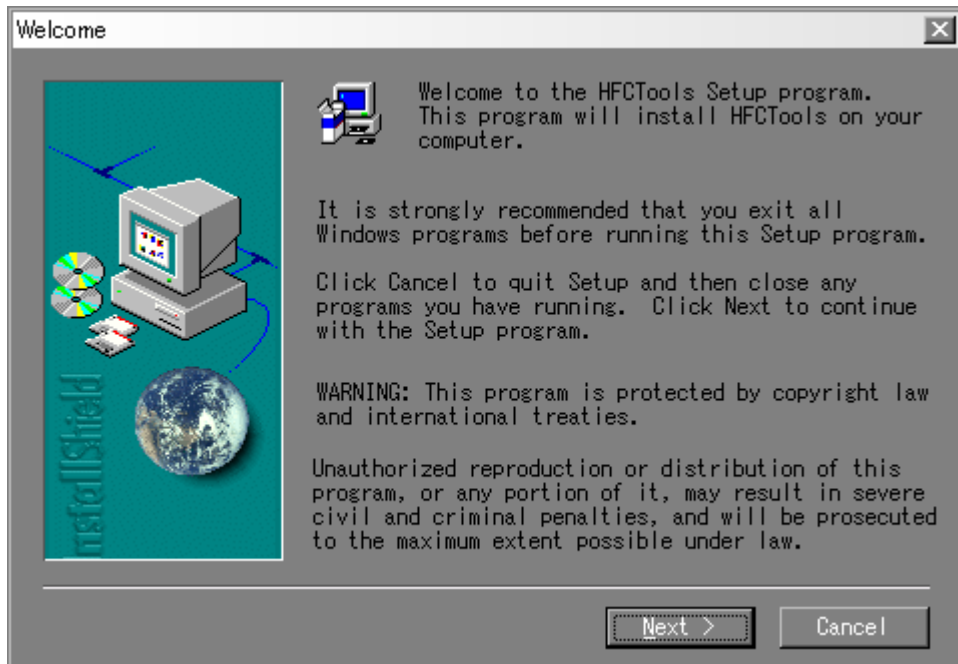 Welcome
Welcome to the HFCTools Setup program.
This program will install HFCTools on your
computer.
It is strongly recommended that you exit all
Windows programs before running this Setup program.
Click Cancel to quit Setup and then close any
programs you have running.  Click Next to continue
with the Setup program.
WARNING: This program is protected by copyright law
and international treaties.
Unauthorized reproduction or distribution of this
program, or any portion of it, may result in severe
civil and criminal penalties, and will be prosecuted
to the maximum extent possible under law.
InstallShield
Next >
Cancel